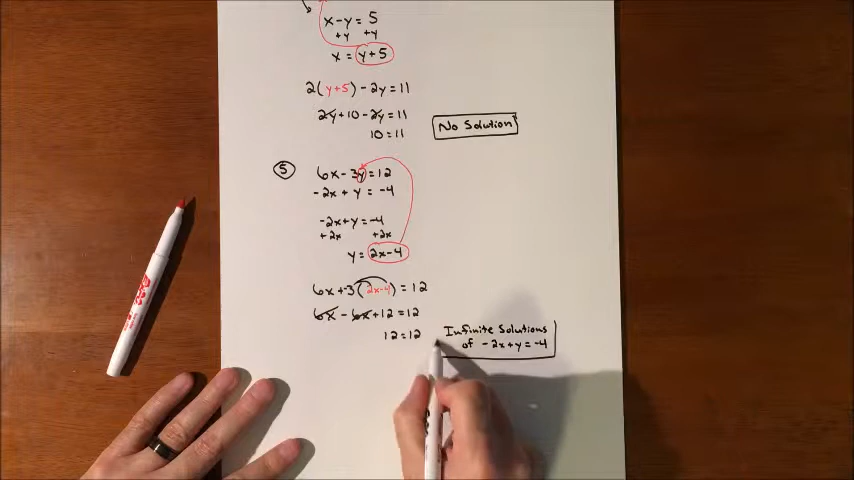 x-y = 5
+y +y
x = y+5
2(y+5)-2y=11
2y+10-2y=11
10=11
No Solution
5
6x-3y=12
-2x+y=-4
-2x+y=-4
+2x +2x
y=2x-4
6x+-3(2x-4)=12
6x-6x+12=12
12=12
Infinite Solutions
of -2x+y=-4